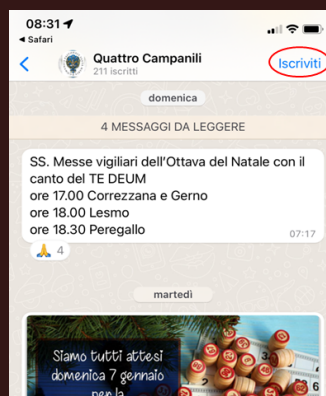 08:31
◀ Safari
Quattro Campanili
211 iscritti
Iscriviti
domenica
4 MESSAGGI DA LEGGERE
SS. Messe vigiliari dell'Ottava del Natale con il
canto del TE DEUM
ore 17.00 Correzzana e Gerno
ore 18.00 Lesmo
ore 18.30 Peregallo
07:17
🙏 4
martedì
Siamo tutti attesi
domenica 7 gennaio
per la